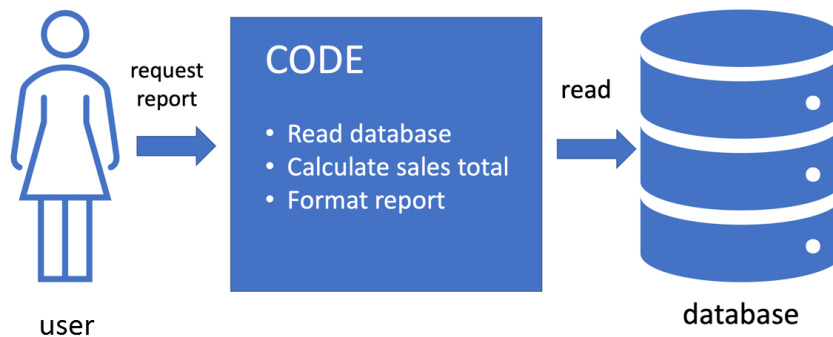 request
report
CODE
• Read database
• Calculate sales total
• Format report
read
user
database